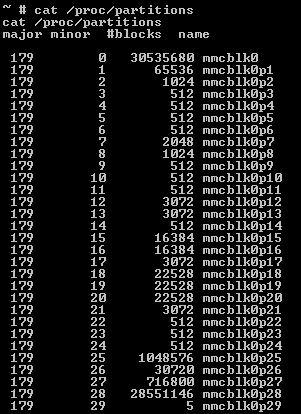 ~ # cat /proc/partitions
cat /proc/partitions
major minor  #blocks  name

 179        0   30535680 mmcblk0
 179        1      65536 mmcblk0p1
 179        2       1024 mmcblk0p2
 179        3        512 mmcblk0p3
 179        4        512 mmcblk0p4
 179        5        512 mmcblk0p5
 179        6        512 mmcblk0p6
 179        7       2048 mmcblk0p7
 179        8       1024 mmcblk0p8
 179        9        512 mmcblk0p9
 179       10        512 mmcblk0p10
 179       11        512 mmcblk0p11
 179       12       3072 mmcblk0p12
 179       13       3072 mmcblk0p13
 179       14        512 mmcblk0p14
 179       15      16384 mmcblk0p15
 179       16      16384 mmcblk0p16
 179       17       3072 mmcblk0p17
 179       18      22528 mmcblk0p18
 179       19      22528 mmcblk0p19
 179       20      22528 mmcblk0p20
 179       21       3072 mmcblk0p21
 179       22        512 mmcblk0p22
 179       23        512 mmcblk0p23
 179       24        512 mmcblk0p24
 179       25    1048576 mmcblk0p25
 179       26      30720 mmcblk0p26
 179       27     716800 mmcblk0p27
 179       28   28551146 mmcblk0p28
 179       29          5 mmcblk0p29